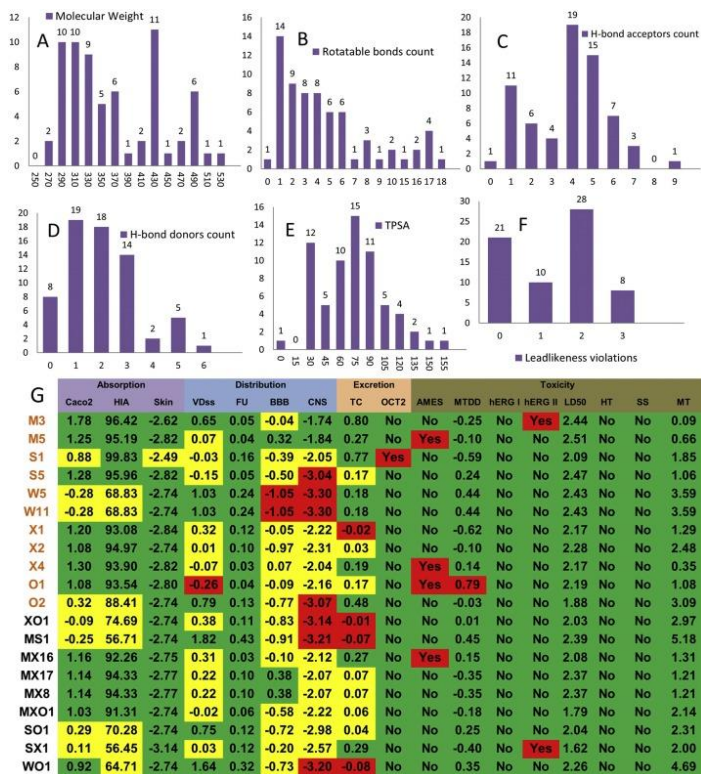 A
Molecular Weight
12
10
8
6
4
2
0
0 2 10 10 9 5 6 1 2 11 1 2 6 1 1
250 270 290 310 330 350 370 390 410 430 450 470 490 510 530
B
Rotatable bonds count
16
14
12
10
8
6
4
2
0
1 14 9 8 8 6 6 1 3 1 2 1 2 4 1
0 1 2 3 4 5 6 7 8 9 10 15 16 17 18
C
H-bond acceptors count
20
18
16
14
12
10
8
6
4
2
0
1 11 6 4 19 15 7 3 0 1
0 1 2 3 4 5 6 7 8 9
D
H-bond donors count
20
18
16
14
12
10
8
6
4
2
0
8 19 18 14 2 5 1
0 1 2 3 4 5 6
E
TPSA
16
14
12
10
8
6
4
2
0
1 0 12 5 10 15 11 5 4 2 1 1
0 15 30 45 60 75 90 105 120 135 150 155
F
30
25
20
15
10
5
0
21 10 28 8
0 1 2 3
Leadlikeness violations
G
Absorption Distribution Excretion Toxicity
Caco2 HIA Skin VDss FU BBB CNS TC OCT2 AMES MTDD hERG I hERG II LD50 HT SS MT
M3 1.78 96.42 -2.62 0.65 0.05 -0.04 -1.74 0.80 No No -0.25 No Yes 2.44 No No 0.09
M5 1.25 95.19 -2.82 0.07 0.04 0.32 -1.84 0.27 No Yes -0.10 No No 2.51 No No 0.66
S1 0.88 99.83 -2.49 -0.03 0.16 -0.39 -2.05 0.77 Yes No -0.59 No No 2.09 No No 1.85
S5 1.28 95.96 -2.84 -0.15 0.05 -0.50 -3.04 0.17 No No 0.24 No No 2.47 No No 1.06
W5 -0.28 68.83 -2.74 1.03 0.24 -1.05 -3.30 0.18 No No 0.44 No No 2.43 No No 3.59
W11 -0.28 68.83 -2.74 1.03 0.24 -1.05 -3.30 0.18 No No 0.44 No No 2.43 No No 3.59
X1 1.20 93.08 -2.84 0.32 0.12 -0.05 -2.22 -0.02 No No -0.62 No No 2.17 No No 1.29
X2 1.08 94.97 -2.74 0.01 0.10 -0.97 -2.31 0.03 No No -0.10 No No 2.28 No No 2.48
X4 1.30 93.90 -2.82 -0.07 0.03 0.07 -2.04 0.19 No Yes 0.14 No No 2.17 No No 0.35
O1 1.08 93.54 -2.80 -0.26 0.04 -0.09 -2.16 0.17 No Yes 0.79 No No 2.19 No No 1.08
O2 0.32 88.41 -2.74 0.79 0.13 -0.77 -3.07 0.48 No No -0.03 No No 1.88 No No 3.09
XO1 -0.09 74.69 -2.74 0.38 0.11 -0.83 -3.14 -0.01 No No 0.01 No No 2.03 No No 2.97
MS1 -0.25 56.71 -2.74 1.82 0.43 -0.91 -3.21 -0.07 No No 0.45 No No 2.39 No No 5.18
MX16 1.16 92.26 -2.75 0.31 0.03 -0.10 -2.12 0.27 No Yes 0.15 No No 2.08 No No 1.31
MX17 1.14 94.33 -2.77 0.22 0.10 0.38 -2.07 0.07 No No -0.35 No No 2.37 No No 1.21
MX8 1.14 94.33 -2.77 0.22 0.10 0.38 -2.07 0.07 No No -0.35 No No 2.37 No No 1.21
MXO1 1.03 91.31 -2.74 -0.02 0.06 -0.58 -2.22 0.06 No No -0.18 No No 1.79 No No 2.14
SO1 0.29 70.28 -2.74 0.75 0.12 -0.72 -2.98 0.04 No No 0.25 No No 2.04 No No 2.31
SX1 0.11 56.45 -3.14 0.03 0.12 -0.20 -2.57 0.29 No No -0.40 No Yes 1.62 No No 2.00
WO1 0.92 64.71 -2.74 1.64 0.32 -0.73 -3.20 -0.08 No No 0.35 No No 2.26 No No 4.69